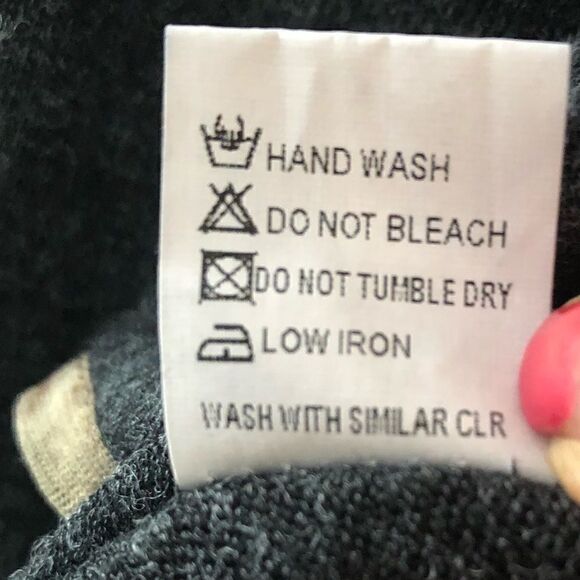 HAND WASH
DO NOT BLEACH
DO NOT TUMBLE DRY
LOW IRON
WASH WITH SIMILAR CLR